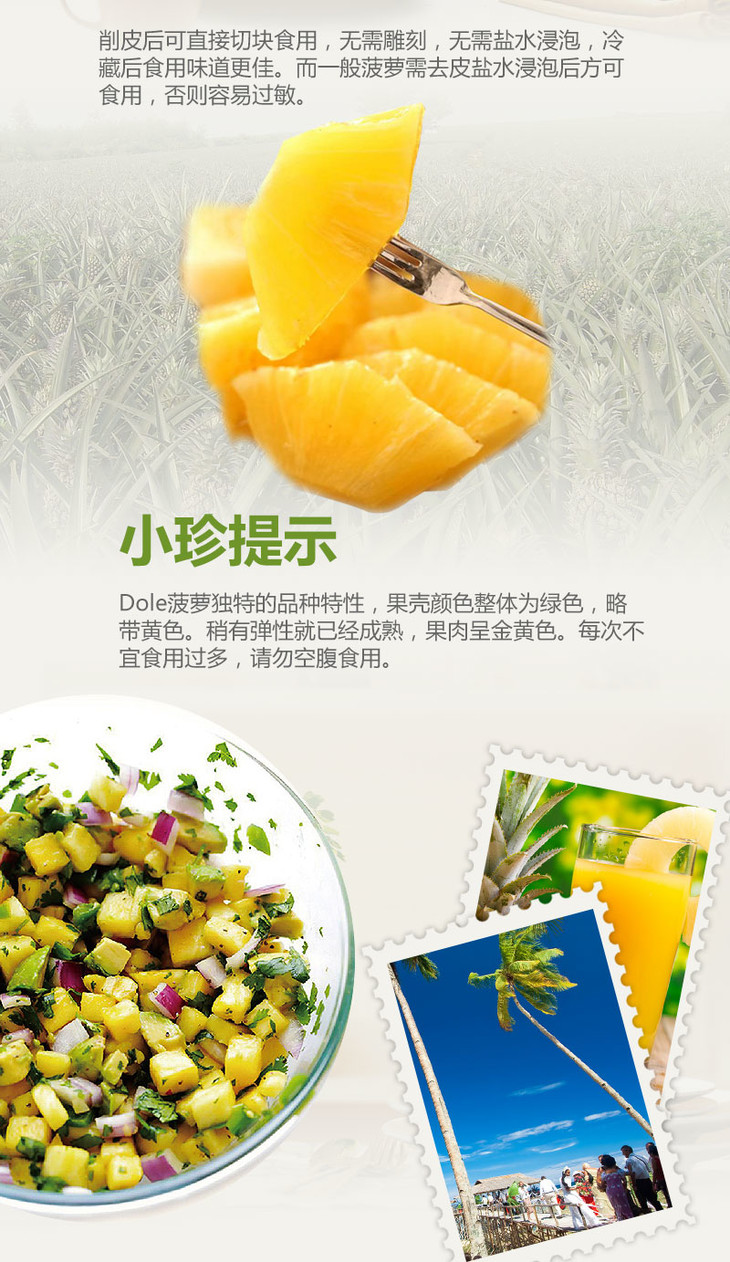 削皮后可直接切块食用，无需雕刻，无需盐水浸泡，冷
藏后食用味道更佳。而一般菠萝需去皮盐水浸泡后方可
食用，否则容易过敏。
小珍提示
Dole菠萝独特的品种特性，果壳颜色整体为绿色，略
带黄色。稍有弹性就已经成熟，果肉呈金黄色。每次不
宜食用过多，请勿空腹食用。